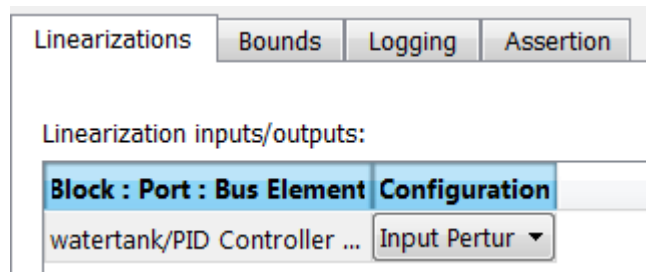 Linearizations Bounds Logging Assertion
Linearization inputs/outputs:
Block : Port : Bus Element Configuration
watertank/PID Controller ... Input Pertur